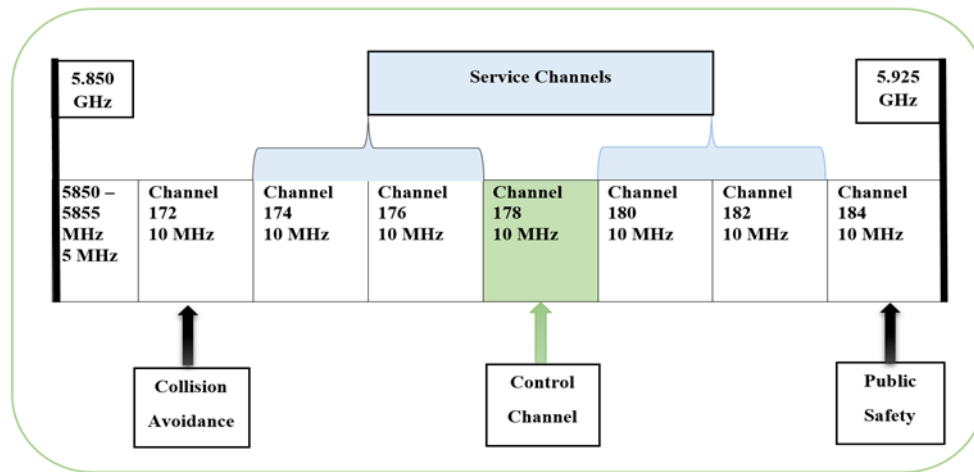 5.850
GHz
Service Channels
5.925
GHz
5850 –
5855
MHz
5 MHz
Channel
172
10 MHz
Channel
174
10 MHz
Channel
176
10 MHz
Channel
178
10 MHz
Channel
180
10 MHz
Channel
182
10 MHz
Channel
184
10 MHz
Collision
Avoidance
Control
Channel
Public
Safety